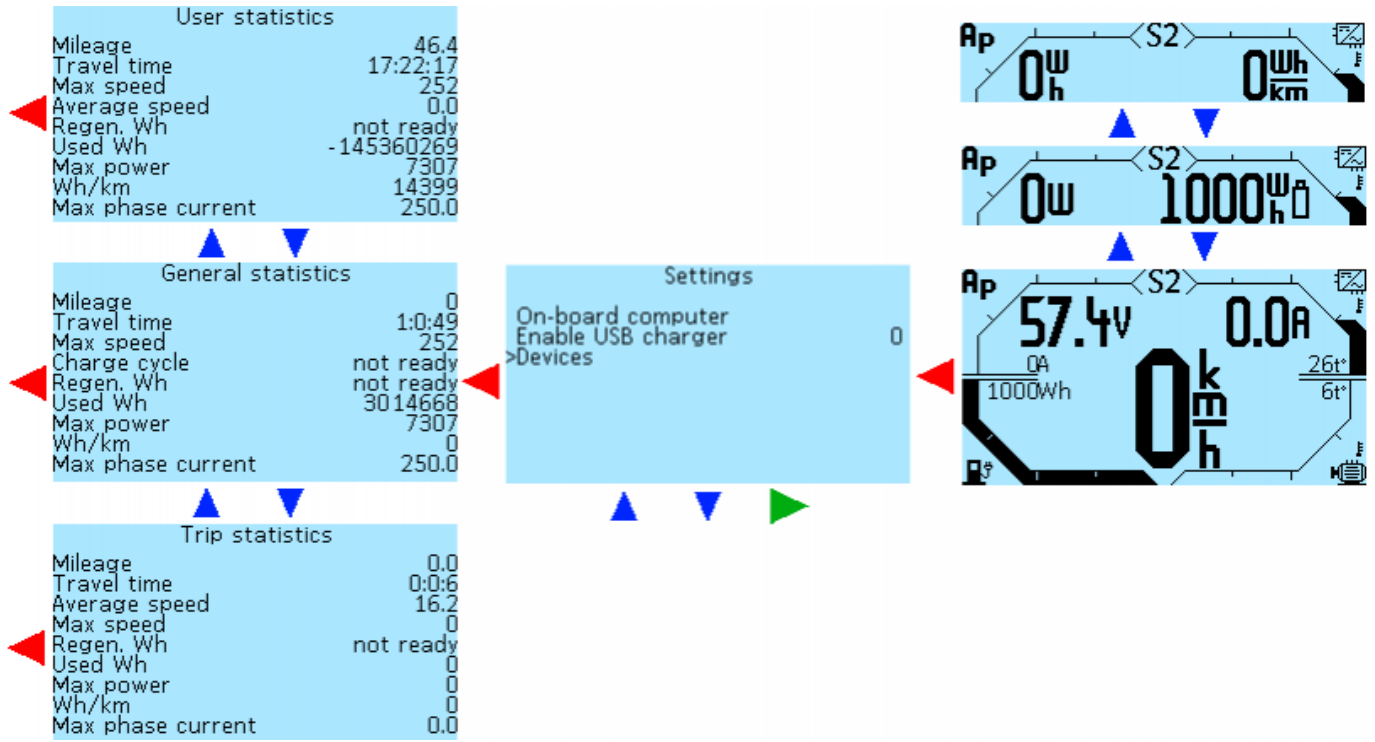 User statistics
Mileage 46.4
Travel time 17:22:17
Max speed 252
Average speed 0.0
Regen. Wh not ready
Used Wh -145360269
Max power 7307
Wh/km 14399
Max phase current 250.0
General statistics
Mileage 0
Travel time 1:0:49
Max speed 252
Charge cycle not ready
Regen. Wh not ready
Used Wh 3014668
Max power 7307
Wh/km 0
Max phase current 250.0
Trip statistics
Mileage 0.0
Travel time 0:0:6
Average speed 16.2
Max speed 0
Regen. Wh not ready
Used Wh 0
Max power 0
Wh/km 0
Max phase current 0.0
Settings
On-board computer
Enable USB charger 0
>Devices
Ap S2
0Wh 0Wh/km
Ap S2
0W 1000Wh
Ap S2
57.4V 0.0A
0A 26t°
1000Wh 6t°
0km/h